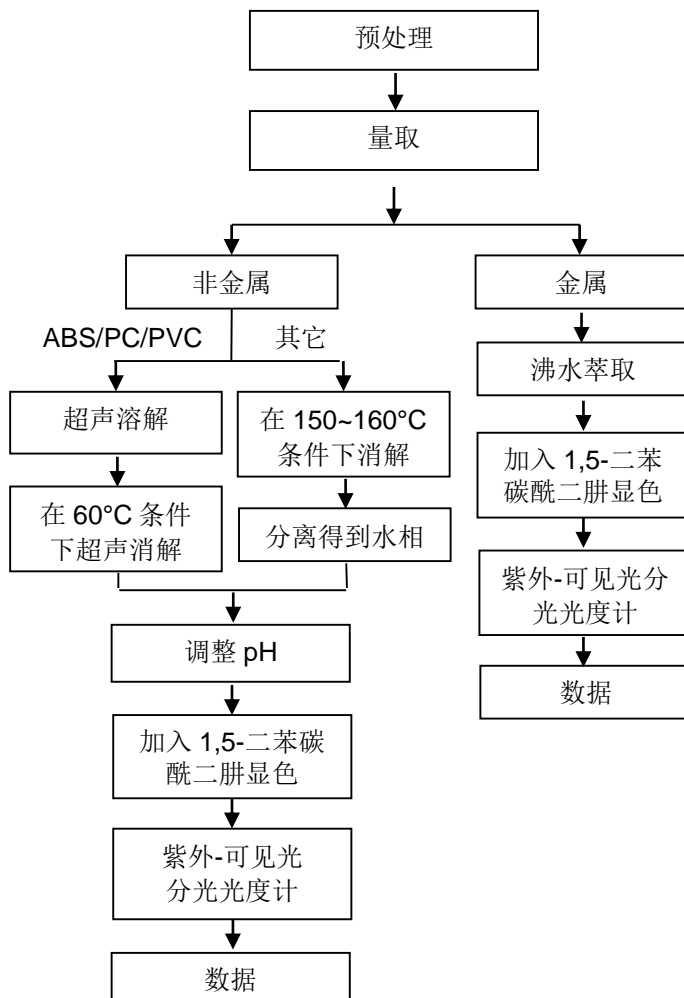 预处理
量取
非金属
金属
ABS/PC/PVC
其它
沸水萃取
超声溶解
在 150~160°C
条件下消解
加入 1,5-二苯
碳酰二肼显色
在 60°C 条件
下超声消解
分离得到水相
紫外-可见光分
光光度计
调整 pH
数据
加入 1,5-二苯碳
酰二肼显色
紫外-可见光
分光光度计
数据